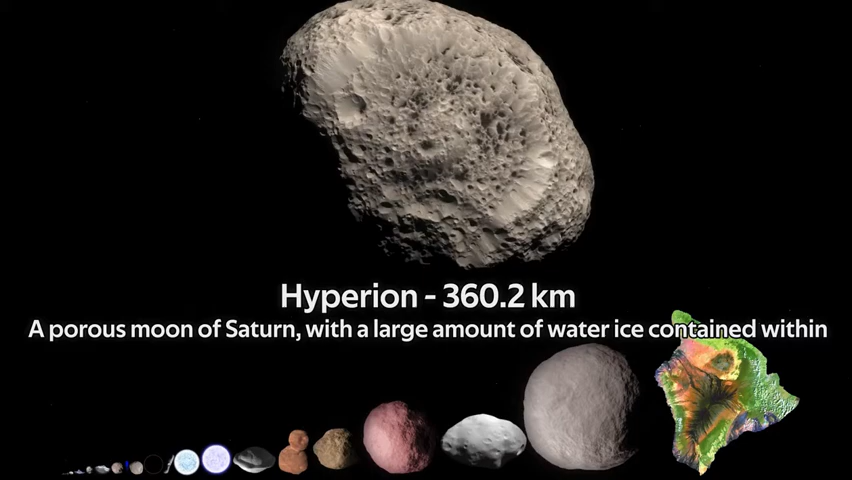 Hyperion - 360.2 km
A porous moon of Saturn, with a large amount of water ice contained within